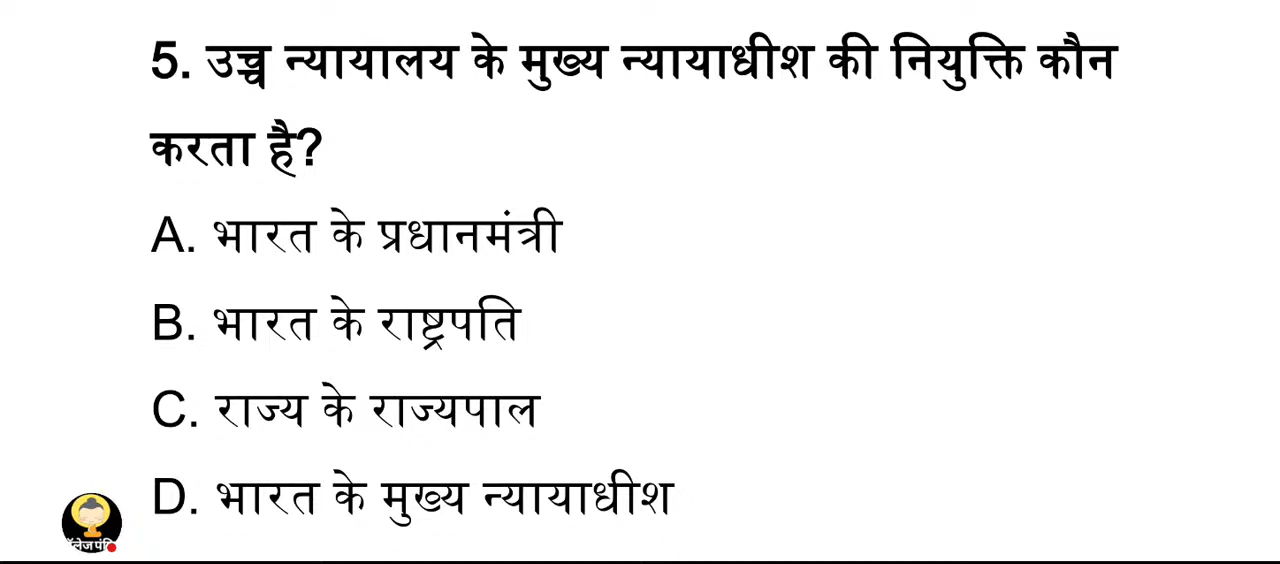 5. उच्च न्यायालय के मुख्य न्यायाधीश की नियुक्ति कौन
करता है?
A. भारत के प्रधानमंत्री
B. भारत के राष्ट्रपति
C. राज्य के राज्यपाल
D. भारत के मुख्य न्यायाधीश